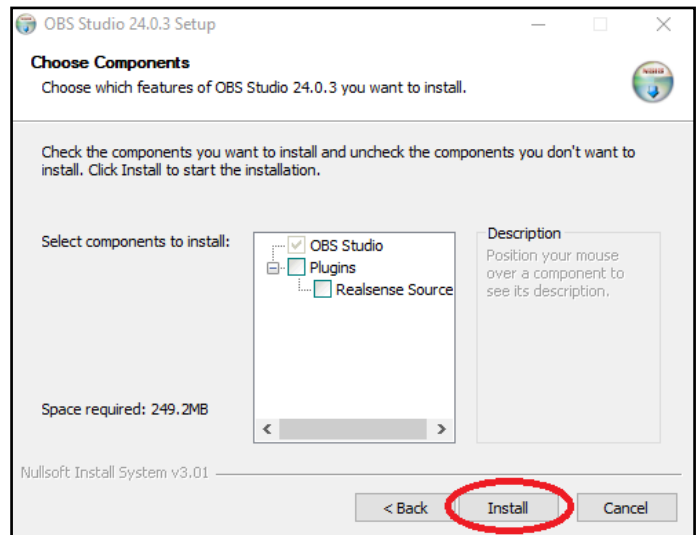 OBS Studio 24.0.3 Setup
Choose Components
Choose which features of OBS Studio 24.0.3 you want to install.
Check the components you want to install and uncheck the components you don't want to
install. Click Install to start the installation.
Select components to install:
OBS Studio
Plugins
Realsense Source
Description
Position your mouse
over a component to
see its description.
Space required: 249.2MB
Nullsoft Install System v3.01
< Back Install Cancel